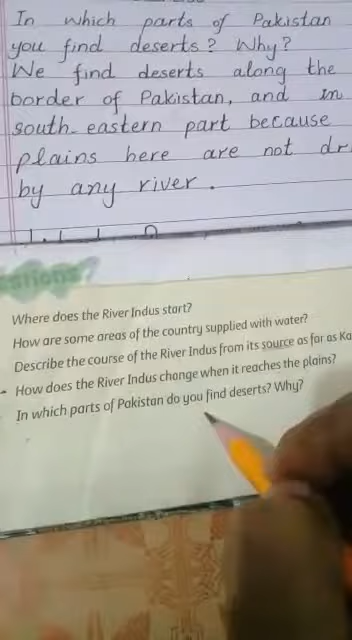 In which parts of Pakistan
you find deserts? Why?
We find deserts along the
border of Pakistan, and in
south-eastern part because
plains here are not
by any river.
Where does the River Indus start?
How are some areas of the country supplied with water?
Describe the course of the River Indus from its source as far as
How does the River Indus change when it reaches the plains?
In which parts of Pakistan do you find deserts? Why?